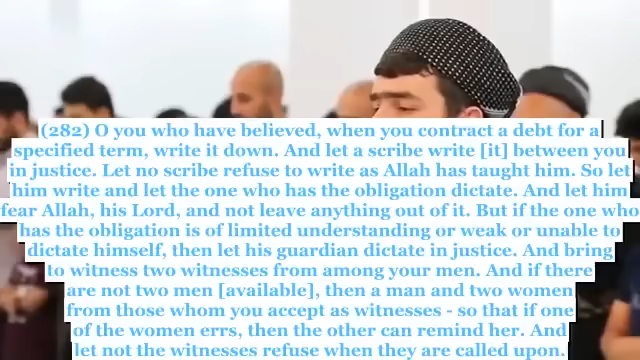 (282) O you who have believed, when you contract a debt for a
specified term, write it down. And let a scribe write [it] between you
in justice. Let no scribe refuse to write as Allah has taught him. So let
him write and let the one who has the obligation dictate. And let him
fear Allah, his Lord, and not leave anything out of it. But if the one who
has the obligation is of limited understanding or weak or unable to
dictate himself, then let his guardian dictate in justice. And bring
to witness two witnesses from among your men. And if there
are not two men [available], then a man and two women
from those whom you accept as witnesses - so that if one
of the women errs, then the other can remind her. And
let not the witnesses refuse when they are called upon.